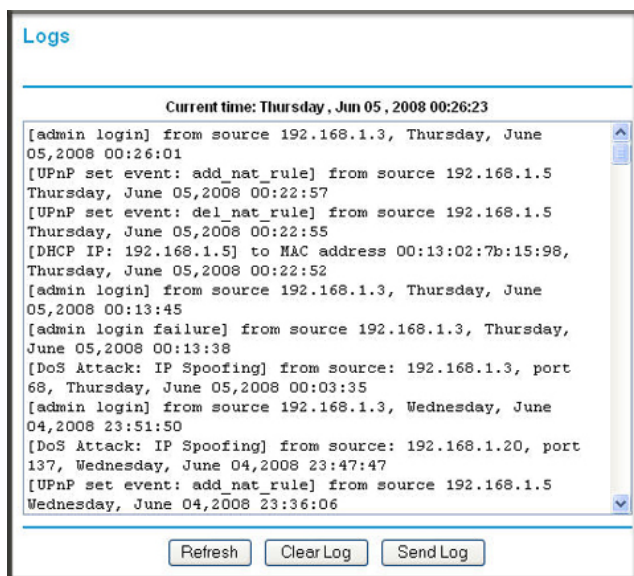 Logs
Current time: Thursday , Jun 05 , 2008 00:26:23
[admin login] from source 192.168.1.3, Thursday, June
05,2008 00:26:01
[UPnP set event: add_nat_rule] from source 192.168.1.5
Thursday, June 05,2008 00:22:57
[UPnP set event: del_nat_rule] from source 192.168.1.5
Thursday, June 05,2008 00:22:55
[DHCP IP: 192.168.1.5] to MAC address 00:13:02:7b:15:98,
Thursday, June 05,2008 00:22:52
[admin login] from source 192.168.1.3, Thursday, June
05,2008 00:13:45
[admin login failure] from source 192.168.1.3, Thursday,
June 05,2008 00:13:38
[DoS Attack: IP Spoofing] from source: 192.168.1.3, port
68, Thursday, June 05,2008 00:03:35
[admin login] from source 192.168.1.3, Wednesday, June
04,2008 23:51:50
[DoS Attack: IP Spoofing] from source: 192.168.1.20, port
137, Wednesday, June 04,2008 23:47:47
[UPnP set event: add_nat_rule] from source 192.168.1.5
Wednesday, June 04,2008 23:36:06
Refresh Clear Log Send Log